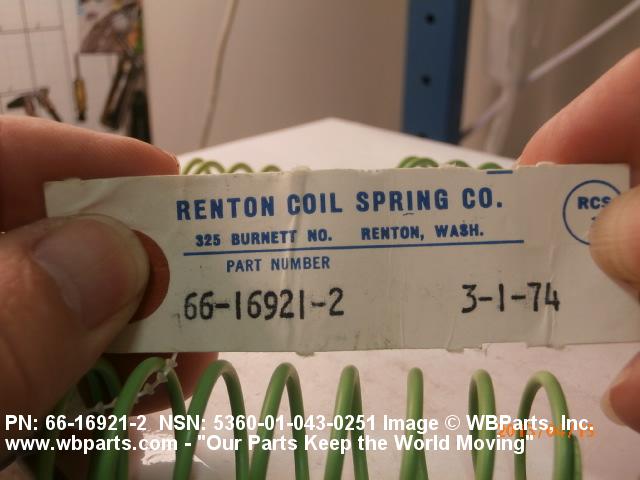 RENTON COIL SPRING CO.
RCS
325 BURNETT NO. RENTON, WASH.
PART NUMBER
66-16921-2 3-1-74
PN: 66-16921-2 NSN: 5360-01-043-0251 Image © WBParts, Inc.
www.wbparts.com - "Our Parts Keep the World Moving"